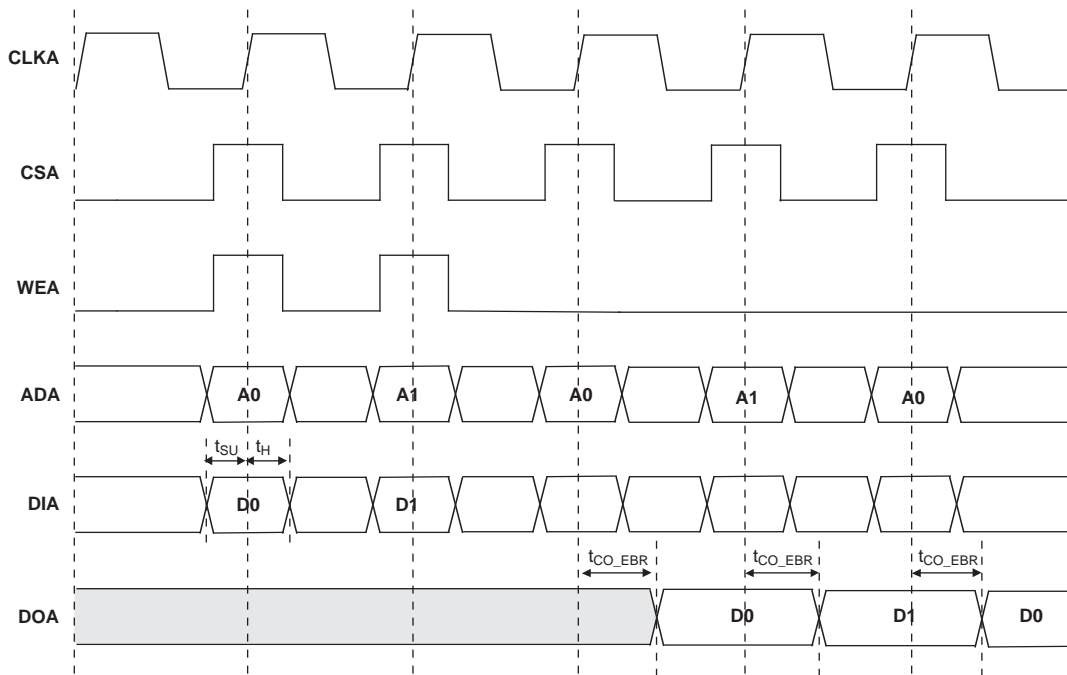 CLKA
CSA
WEA
ADA A0 A1 A0 A1 A0
tSU tH
DIA D0 D1
tCO_EBR tCO_EBR tCO_EBR
DOA D0 D1 D0